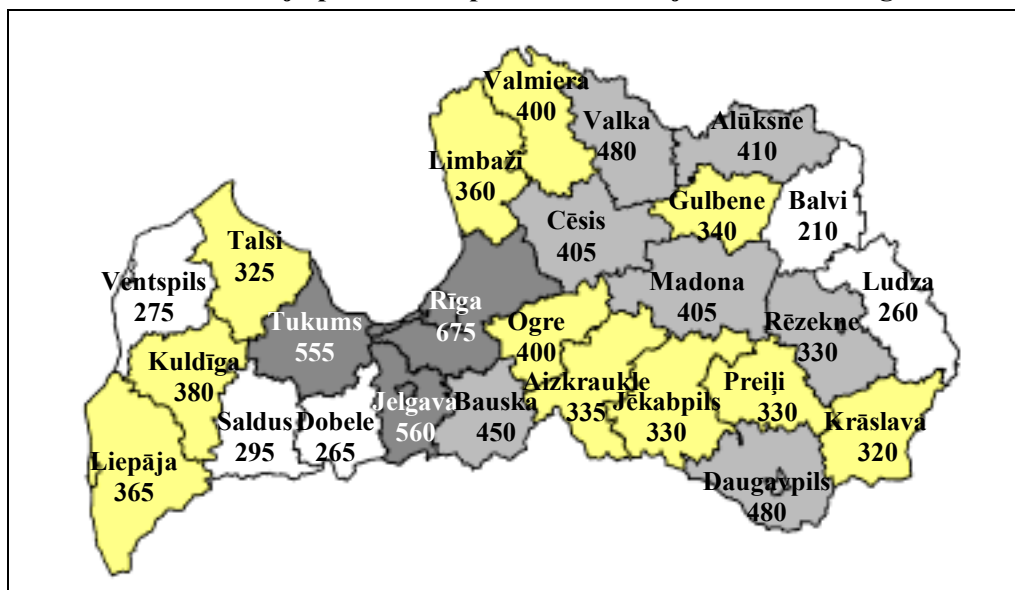 Valmiera
400
Valka
480
Alūksne
410
Limbaži
360
Gulbene
340
Balvi
210
Cēsis
405
Talsi
325
Ventspils
275
Madona
405
Ludza
260
Rīga
675
Tukums
555
Ogre
400
Rēzekne
330
Kuldīga
380
Aizkraukle
335
Jēkabpils
330
Preiļi
330
Jelgava
560
Bauska
450
Saldus
295
Dobele
265
Krāslava
320
Liepāja
365
Daugavpils
480